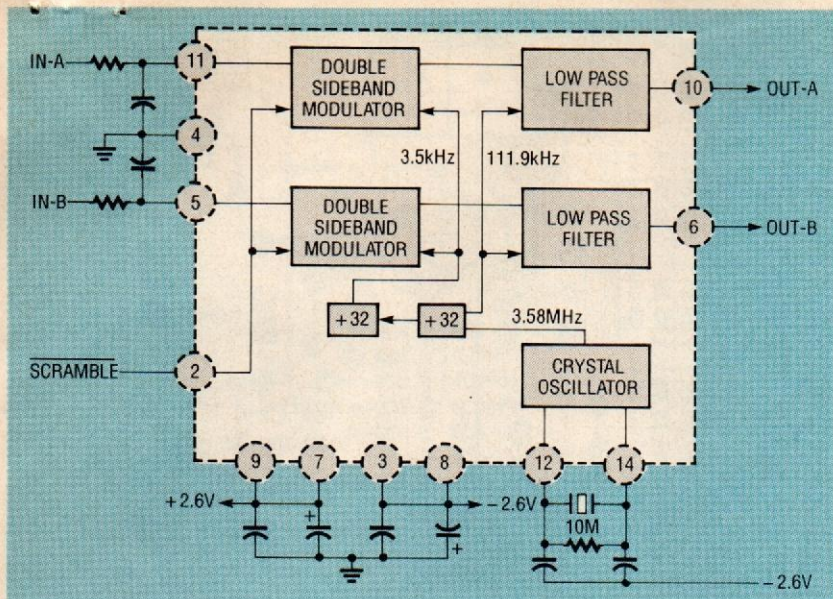 IN-A
11
DOUBLE
SIDEBAND
MODULATOR
LOW PASS
FILTER
10
OUT-A
4
3.5kHz
111.9kHz
IN-B
5
DOUBLE
SIDEBAND
MODULATOR
LOW PASS
FILTER
6
OUT-B
+32
+32
3.58MHz
SCRAMBLE
2
CRYSTAL
OSCILLATOR
9
7
3
8
12
14
+2.6V
+
-2.6V
+
10M
-2.6V